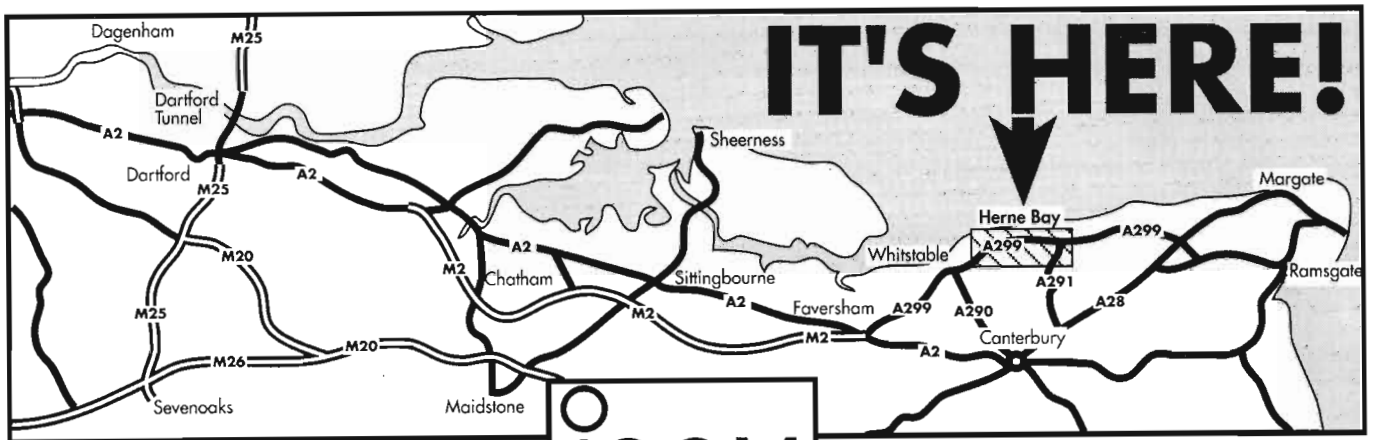 IT'S HERE!
Dagenham
M25
Dartford
Tunnel
A2
Dartford
M25
A2
M20
M25
M26
M20
Sevenoaks
Maidstone
M2
Chatham
A2
Sheerness
Sittingbourne
M2
A2
Faversham
M2
A299
A2
Whitstable
Herne Bay
A299
A299
A290
A291
A28
Canterbury
Margate
Ramsgate